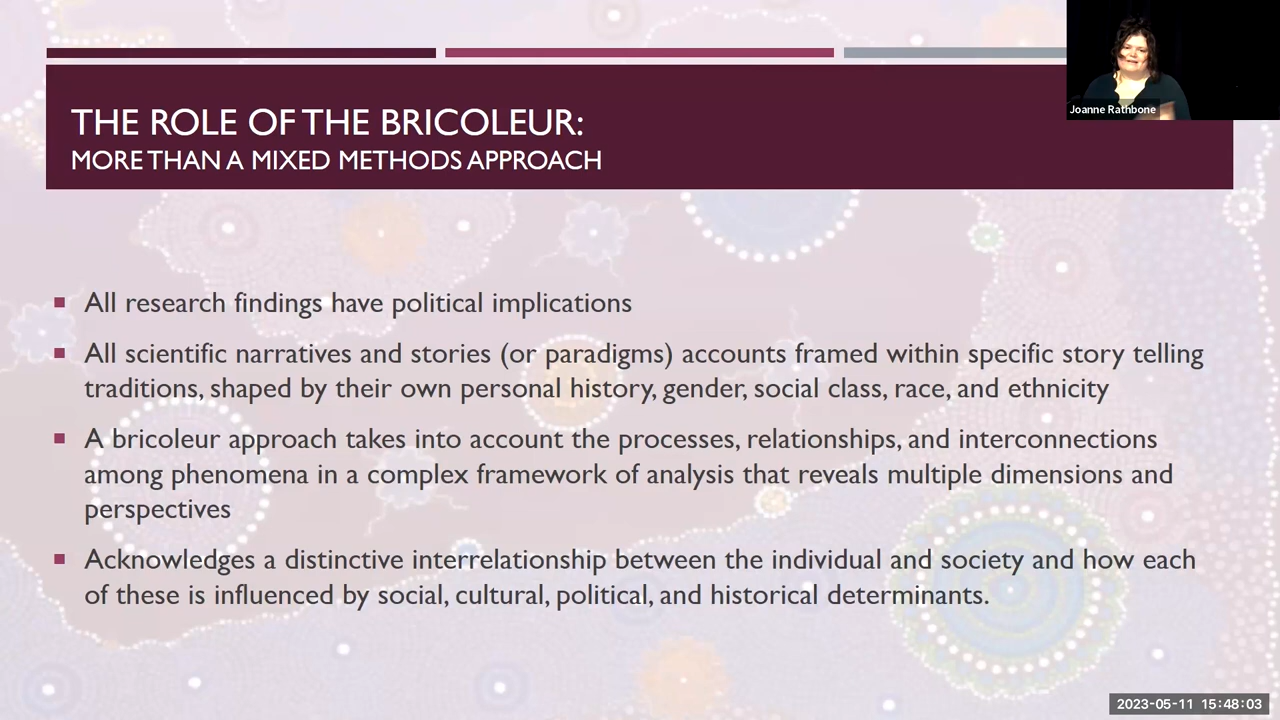 THE ROLE OF THE BRICOLEUR:
MORE THAN A MIXED METHODS APPROACH
Joanne Rathbone
All research findings have political implications
All scientific narratives and stories (or paradigms) accounts framed within specific story telling
traditions, shaped by their own personal history, gender, social class, race, and ethnicity
A bricoleur approach takes into account the processes, relationships, and interconnections
among phenomena in a complex framework of analysis that reveals multiple dimensions and
perspectives
Acknowledges a distinctive interrelationship between the individual and society and how each
of these is influenced by social, cultural, political, and historical determinants.
2023-05-11 15:48:03